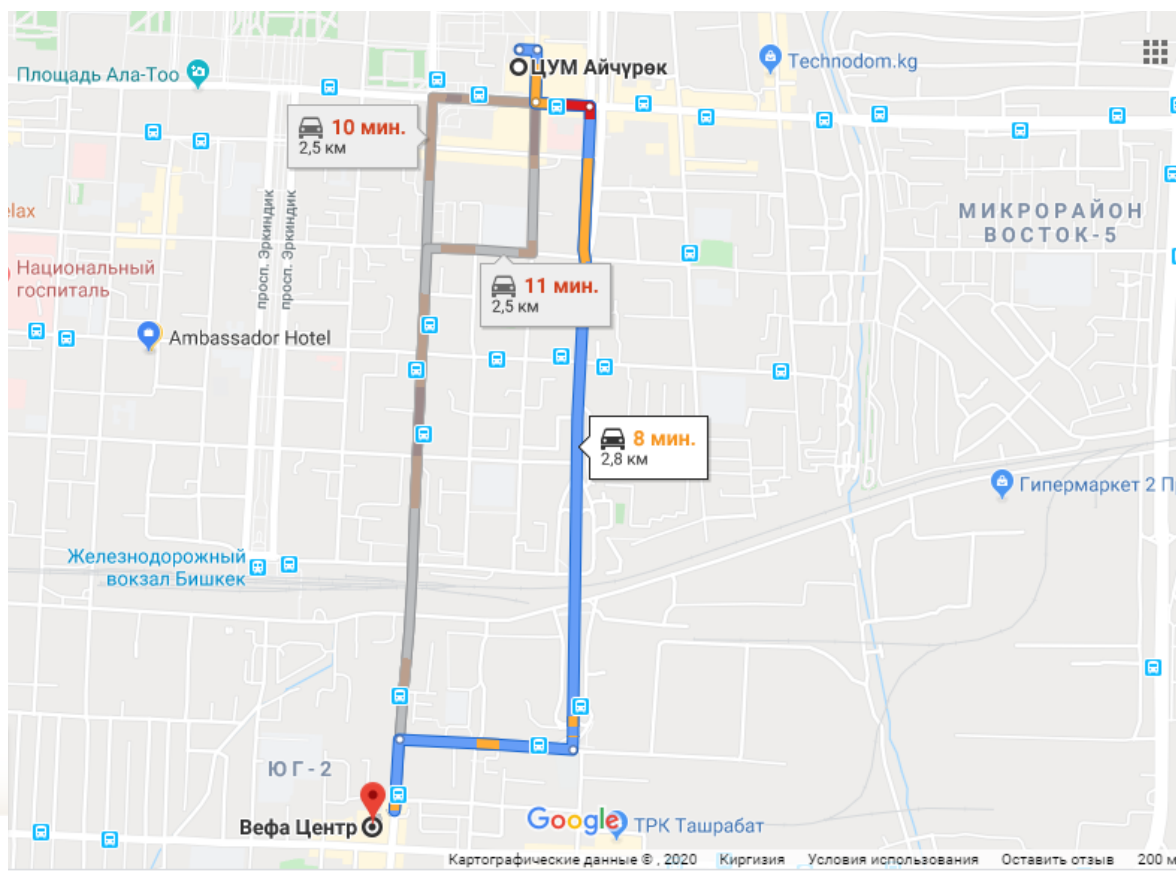 ЦУМ Айчүрөк
Technodom.kg
Площадь Ала-Тоо
10 мин.
2,5 км
МИКРОРАЙОН
ВОСТОК-5
elax
просп. Эркиндик
просп. Эркиндик
Национальный
госпиталь
11 мин.
2,5 км
Ambassador Hotel
8 мин.
2,8 км
Гипермаркет 2 П
Железнодорожный
вокзал Бишкек
ЮГ-2
Вефа Центр
Google
ТРК Ташрабат
Картографические данные © , 2020 Киргизия Условия использования Оставить отзыв 200 м